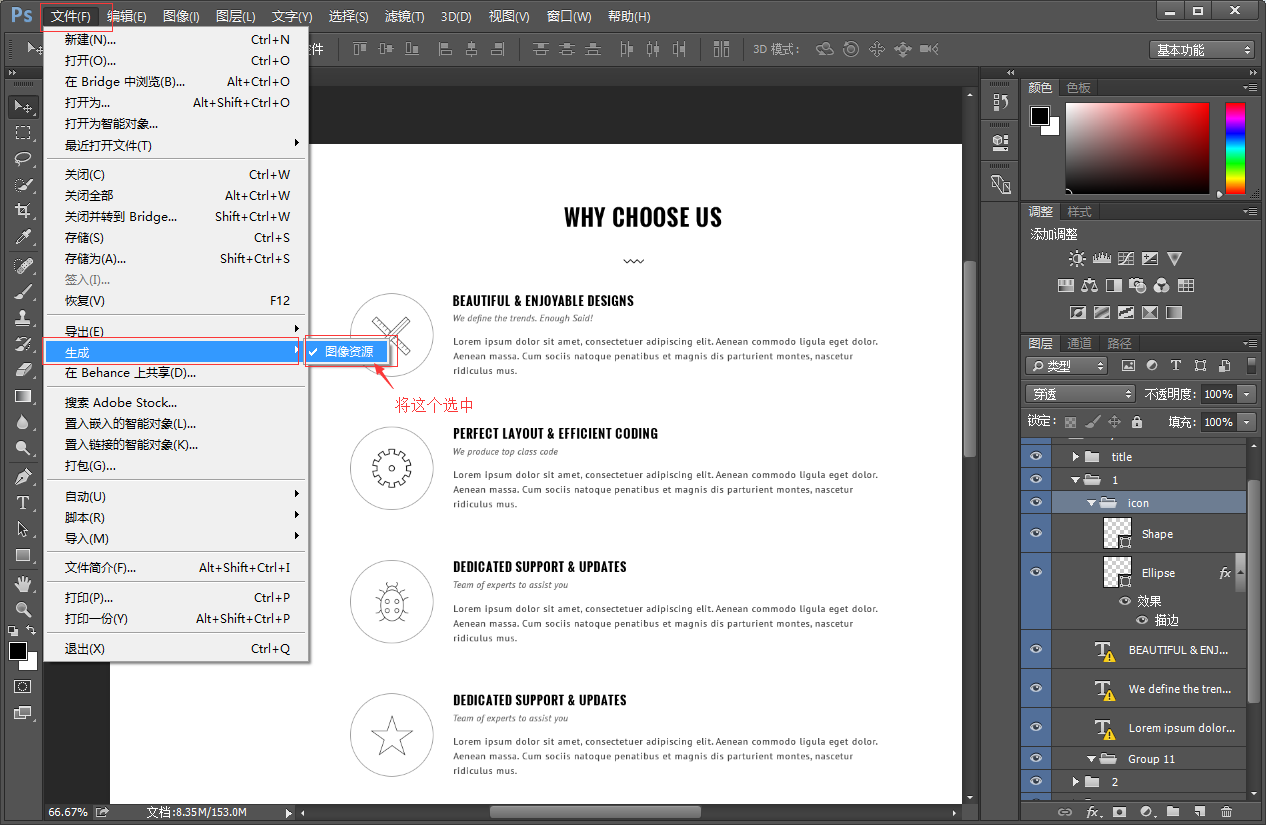 Ps 文件(F) 编辑(E) 图像(I) 图层(L) 文字(Y) 选择(S) 滤镜(T) 3D(D) 视图(V) 窗口(W) 帮助(H)
件 3D 模式: 基本功能
新建(N)... Ctrl+N
打开(O)... Ctrl+O
在 Bridge 中浏览(B)... Alt+Ctrl+O
打开为... Alt+Shift+Ctrl+O
打开为智能对象...
最近打开文件(T)
关闭(C) Ctrl+W
关闭全部 Alt+Ctrl+W
关闭并转到 Bridge... Shift+Ctrl+W
存储(S) Ctrl+S
存储为(A)... Shift+Ctrl+S
签入(I)...
恢复(V) F12
导出(E)
生成
图像资源
在 Behance 上共享(D)...
搜索 Adobe Stock...
置入嵌入的智能对象(L)...
置入链接的智能对象(K)...
打包(G)...
自动(U)
脚本(R)
导入(M)
文件简介(F)... Alt+Shift+Ctrl+I
打印(P)... Ctrl+P
打印一份(Y) Alt+Shift+Ctrl+P
退出(X) Ctrl+Q
将这个选中
WHY CHOOSE US
BEAUTIFUL & ENJOYABLE DESIGNS
We define the trends. Enough Said!
Lorem ipsum dolor sit amet, consectetuer adipiscing elit. Aenean commodo ligula eget dolor.
Aenean massa. Cum sociis natoque penatibus et magnis dis parturient montes, nascetur
ridiculus mus.
PERFECT LAYOUT & EFFICIENT CODING
We produce top class code
Lorem ipsum dolor sit amet, consectetuer adipiscing elit. Aenean commodo ligula eget dolor.
Aenean massa. Cum sociis natoque penatibus et magnis dis parturient montes, nascetur
ridiculus mus.
DEDICATED SUPPORT & UPDATES
Team of experts to assist you
Lorem ipsum dolor sit amet, consectetuer adipiscing elit. Aenean commodo ligula eget dolor.
Aenean massa. Cum sociis natoque penatibus et magnis dis parturient montes, nascetur
ridiculus mus.
DEDICATED SUPPORT & UPDATES
Team of experts to assist you
Lorem ipsum dolor sit amet, consectetuer adipiscing elit. Aenean commodo ligula eget dolor.
Aenean massa. Cum sociis natoque penatibus et magnis dis parturient montes, nascetur
ridiculus mus.
66.67% 文档:8.35M/153.0M
颜色 色板
调整 样式
添加调整
图层 通道 路径
类型
穿透 不透明度: 100%
锁定: 填充: 100%
title
1
icon
Shape
Ellipse fx
效果
描边
BEAUTIFUL & ENJ...
We define the tren...
Lorem ipsum dolor...
Group 11
2
fx